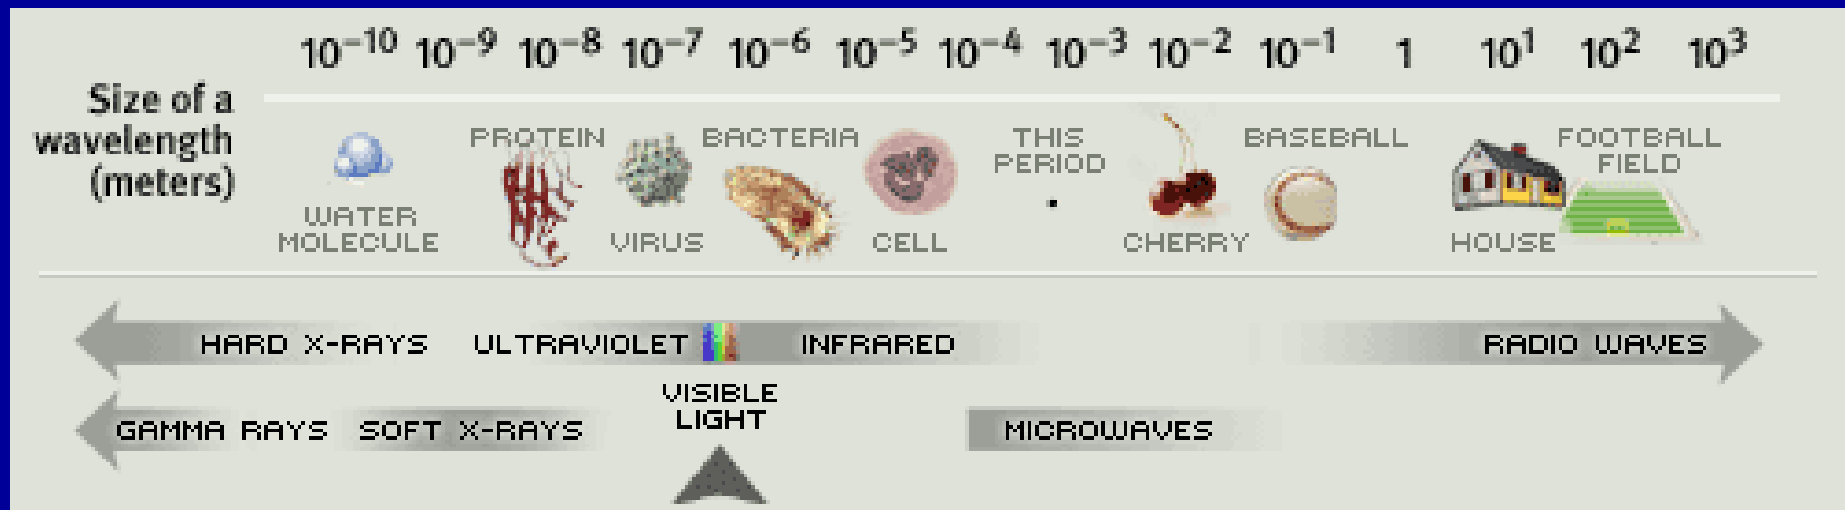 10⁻¹⁰ 10⁻⁹ 10⁻⁸ 10⁻⁷ 10⁻⁶ 10⁻⁵ 10⁻⁴ 10⁻³ 10⁻² 10⁻¹ 1 10¹ 10² 10³
Size of a
wavelength
(meters)
PROTEIN BACTERIA THIS BASEBALL FOOTBALL
PERIOD FIELD
WATER
MOLECULE VIRUS CELL CHERRY HOUSE
HARD X-RAYS ULTRAVIOLET INFRARED RADIO WAVES
VISIBLE
LIGHT
GAMMA RAYS SOFT X-RAYS MICROWAVES